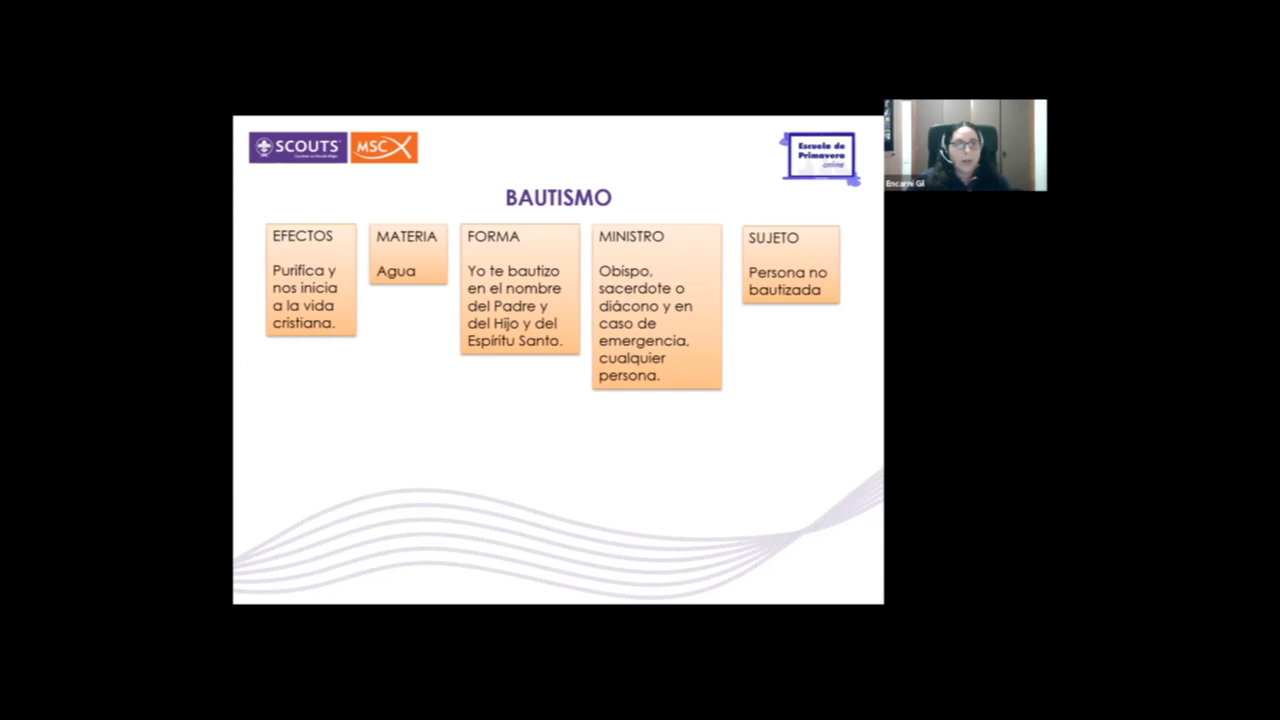 SCOUTS
MSC
Escuela de
Primavera
online
Encarni Gil
BAUTISMO
EFECTOS
Purifica y
nos inicia
a la vida
cristiana.
MATERIA
Agua
FORMA
Yo te bautizo
en el nombre
del Padre y
del Hijo y del
Espíritu Santo.
MINISTRO
Obispo,
sacerdote o
diácono y en
caso de
emergencia,
cualquier
persona.
SUJETO
Persona no
bautizada